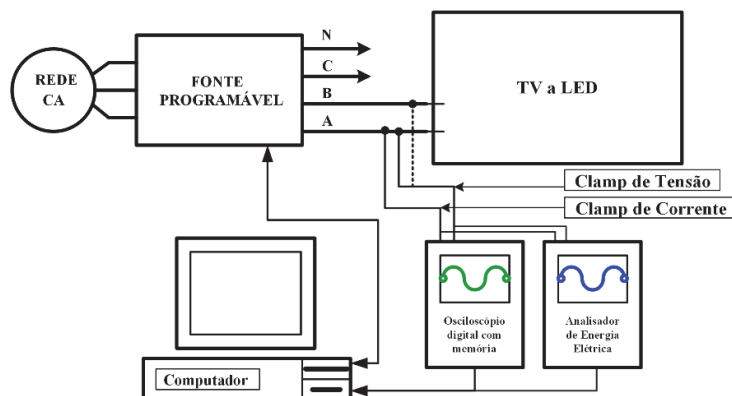 N
C
B
A
REDE
CA
FONTE
PROGRAMÁVEL
TV a LED
Clamp de Tensão
Clamp de Corrente
Osciloscópio
digital com
memória
Analisador
de Energia
Elétrica
Computador